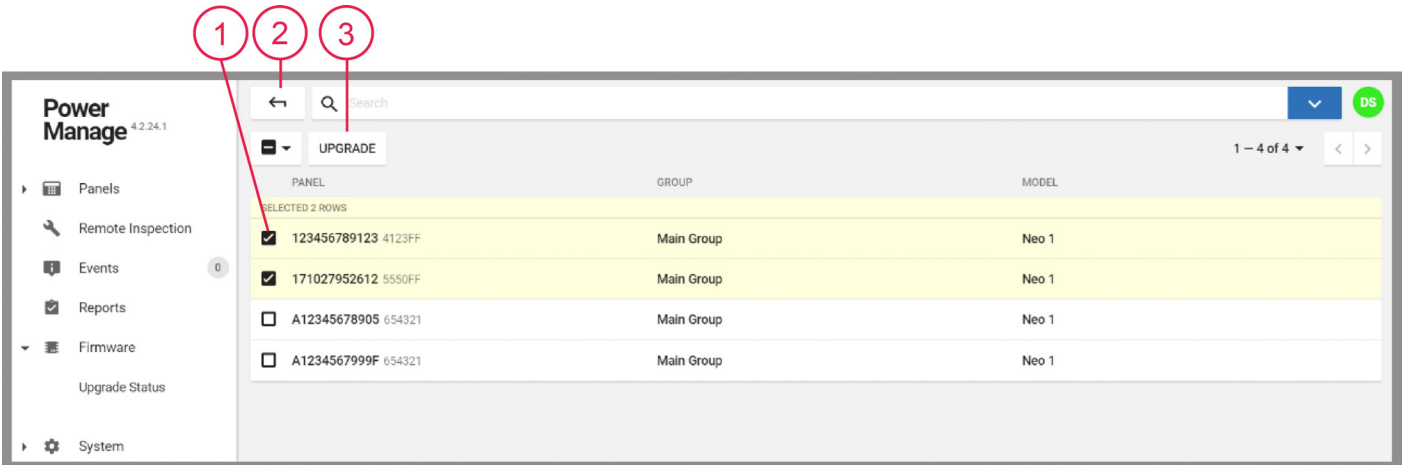 1 2 3
Power
Manage 4.2.24.1
Search
DS
UPGRADE
1 – 4 of 4
PANEL GROUP MODEL
SELECTED 2 ROWS
123456789123 4123FF Main Group Neo 1
171027952612 5550FF Main Group Neo 1
A12345678905 654321 Main Group Neo 1
A1234567999F 654321 Main Group Neo 1
Panels
Remote Inspection
Events 0
Reports
Firmware
Upgrade Status
System